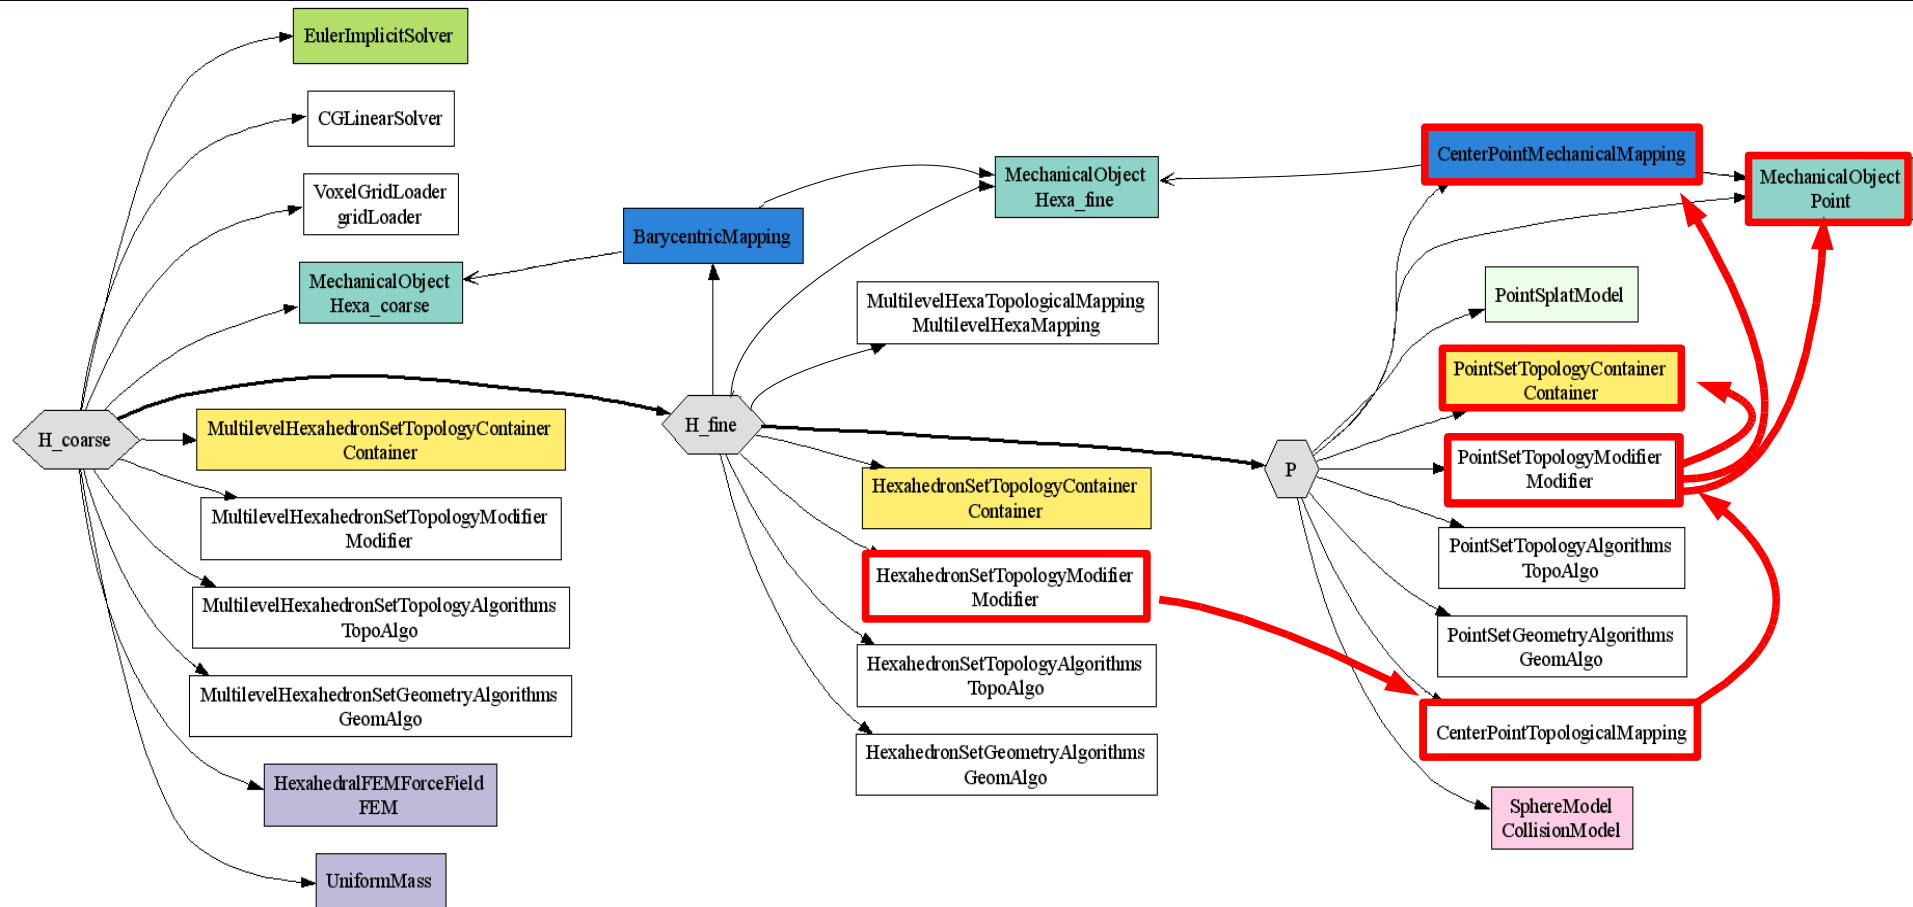 EulerImplicitSolver
CGLinearSolver
VoxelGridLoader
gridLoader
MechanicalObject
Hexa_coarse
H_coarse
MultilevelHexahedronSetTopologyContainer
Container
MultilevelHexahedronSetTopologyModifier
Modifier
MultilevelHexahedronSetTopologyAlgorithms
TopoAlgo
MultilevelHexahedronSetGeometryAlgorithms
GeomAlgo
HexahedralFEMForceField
FEM
UniformMass
BarycentricMapping
H_fine
MechanicalObject
Hexa_fine
MultilevelHexaTopologicalMapping
MultilevelHexaMapping
HexahedronSetTopologyContainer
Container
HexahedronSetTopologyModifier
Modifier
HexahedronSetTopologyAlgorithms
TopoAlgo
HexahedronSetGeometryAlgorithms
GeomAlgo
P
CenterPointMechanicalMapping
MechanicalObject
Point
PointSplatModel
PointSetTopologyContainer
Container
PointSetTopologyModifier
Modifier
PointSetTopologyAlgorithms
TopoAlgo
PointSetGeometryAlgorithms
GeomAlgo
CenterPointTopologicalMapping
SphereModel
CollisionModel